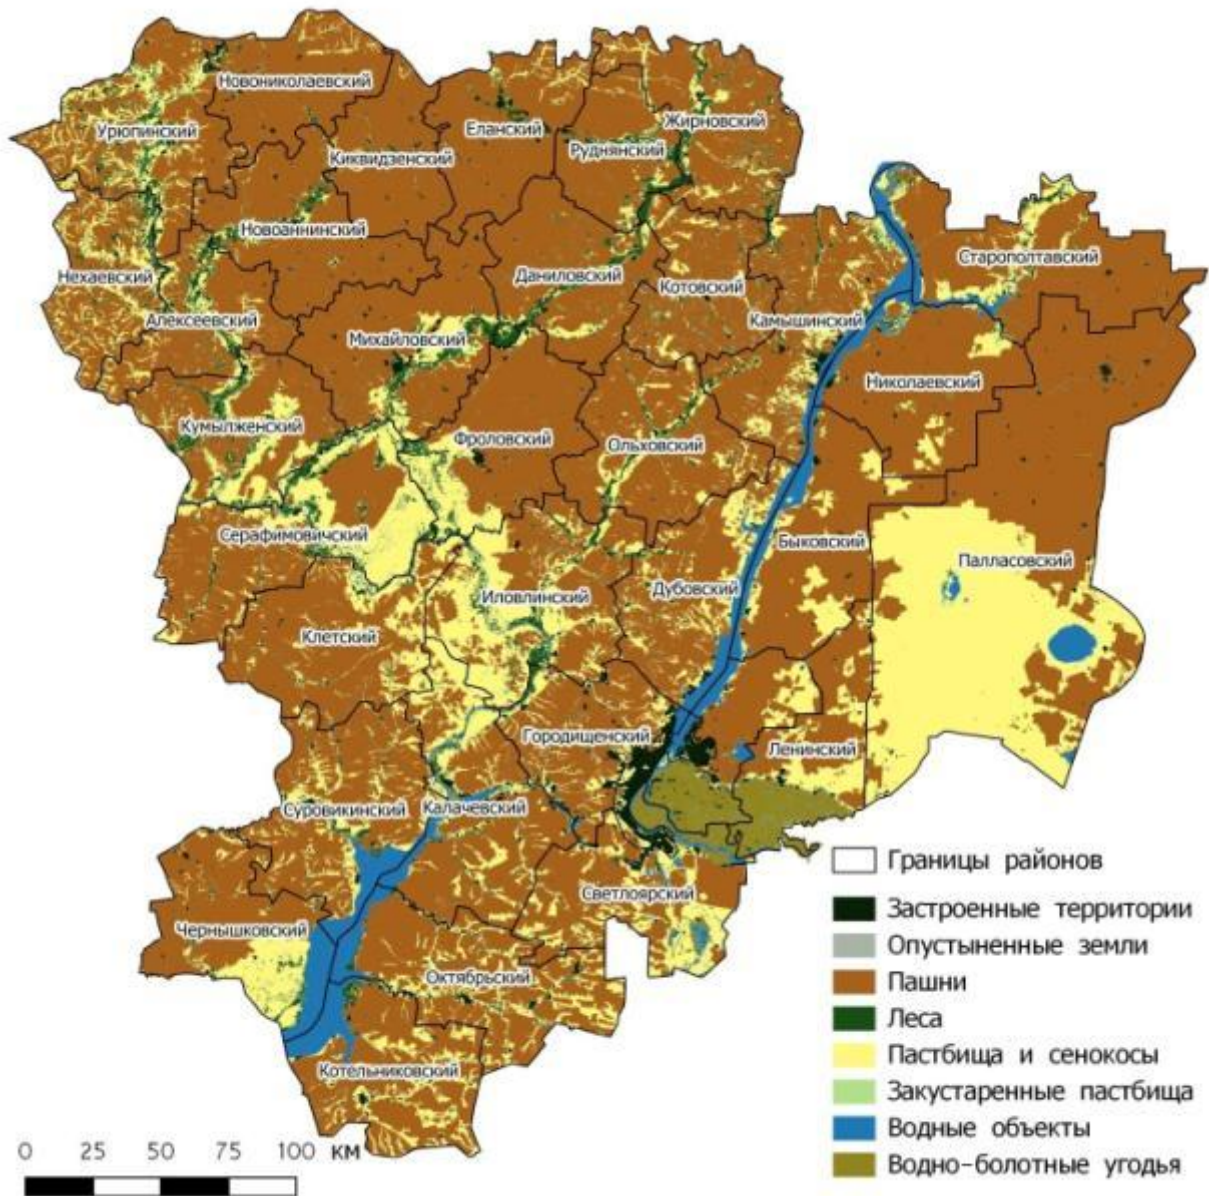 Новониколаевский
Урюпинский
Еланский
Жирновский
Руднянский
Киквидзенский
Новоаннинский
Нехаевский
Даниловский
Котовский
Старополтавский
Алексеевский
Михайловский
Камышинский
Николаевский
Кумылженский
Фроловский
Ольховский
Серафимовичский
Быковский
Палласовский
Иловлинский
Дубовский
Клетский
Городищенский
Ленинский
Суровикинский
Калачевский
Светлоярский
Чернышковский
Октябрьский
Котельниковский
Границы районов
Застроенные территории
Опустыненные земли
Пашни
Леса
Пастбища и сенокосы
Закустаренные пастбища
Водные объекты
Водно-болотные угодья
0 25 50 75 100 км